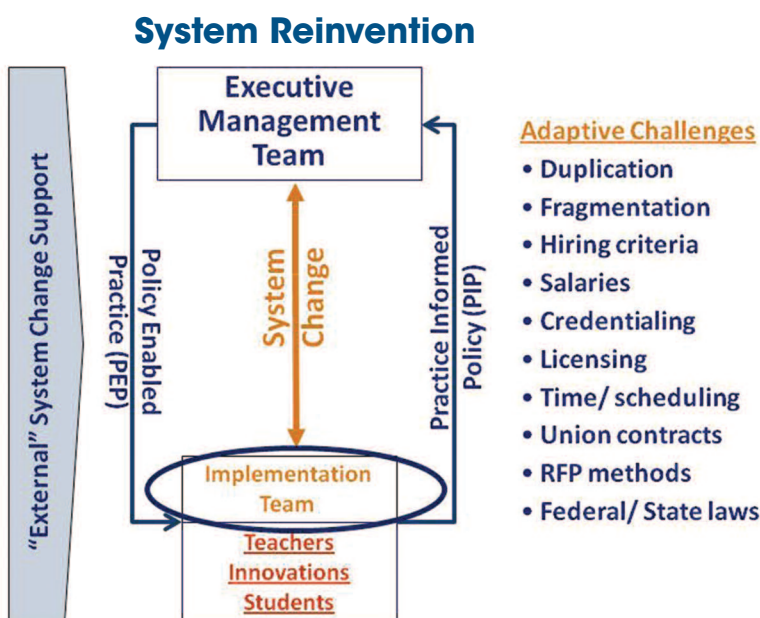 System Reinvention
"External" System Change Support
Executive
Management
Team
Policy Enabled
Practice (PEP)
System
Change
Practice Informed
Policy (PIP)
Implementation
Team
Teachers
Innovations
Students
Adaptive Challenges
• Duplication
• Fragmentation
• Hiring criteria
• Salaries
• Credentialing
• Licensing
• Time/ scheduling
• Union contracts
• RFP methods
• Federal/ State laws